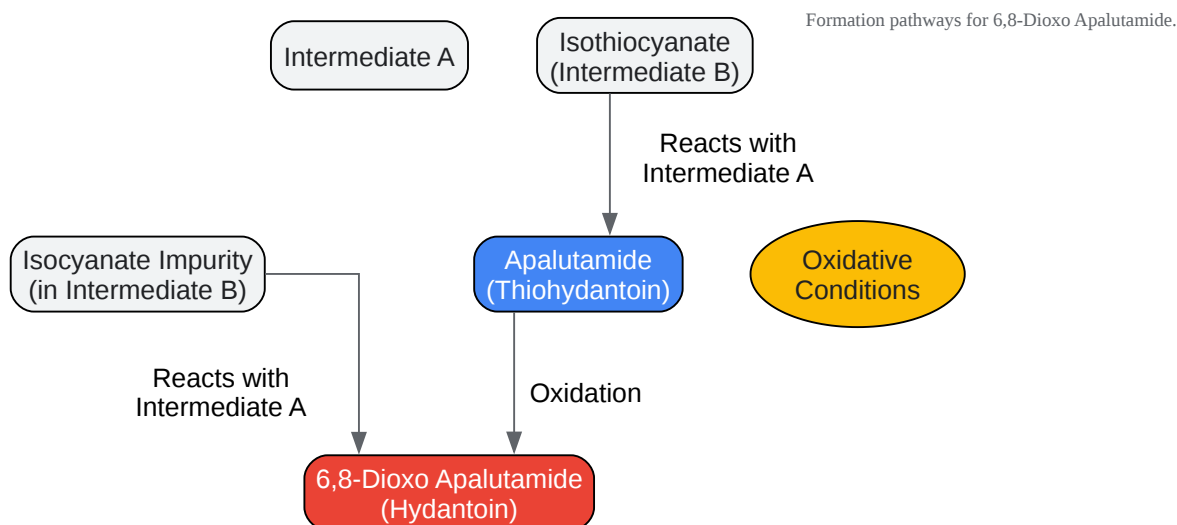 Formation pathways for 6,8-Dioxo Apalutamide.
Intermediate A
Isothiocyanate
(Intermediate B)
Reacts with
Intermediate A
Isocyanate Impurity
(in Intermediate B)
Apalutamide
(Thiohydantoin)
Oxidative
Conditions
Reacts with
Intermediate A
Oxidation
6,8-Dioxo Apalutamide
(Hydantoin)